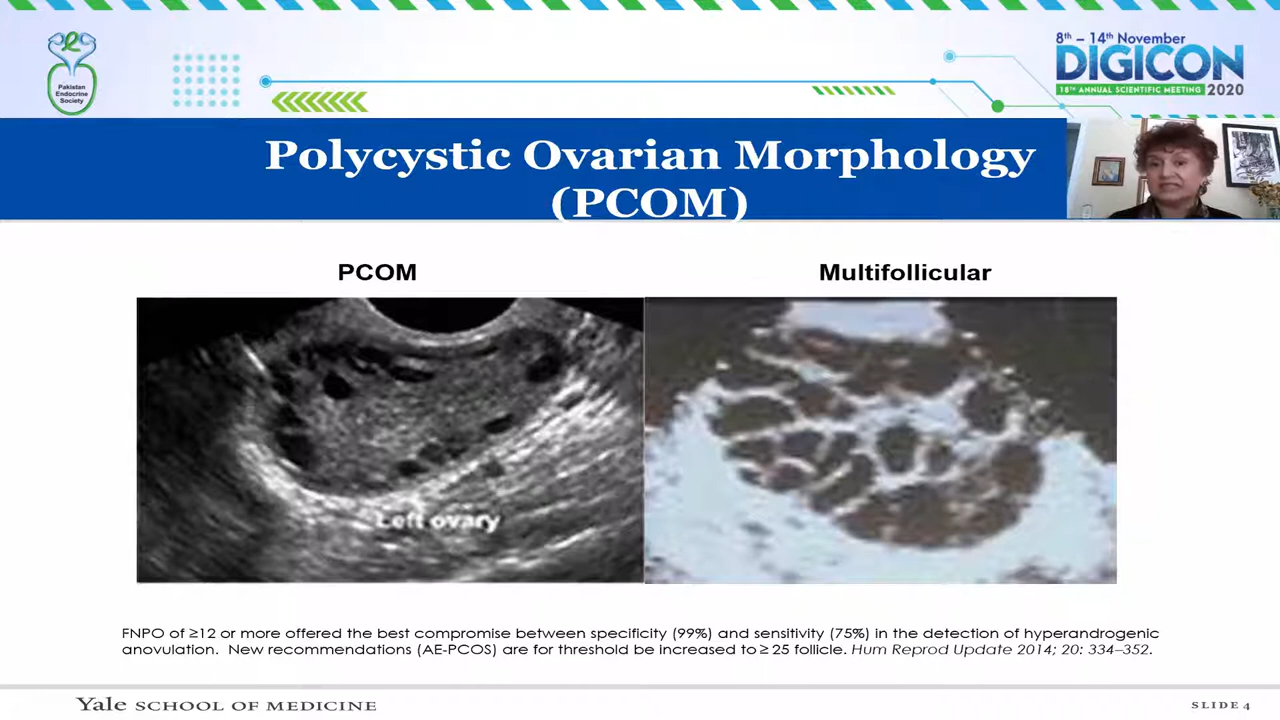 Pakistan
Endocrine
Society
8th – 14th November
DIGICON
18TH ANNUAL SCIENTIFIC MEETING 2020
Polycystic Ovarian Morphology
(PCOM)
PCOM
Multifollicular
Left ovary
FNPO of ≥12 or more offered the best compromise between specificity (99%) and sensitivity (75%) in the detection of hyperandrogenic
anovulation. New recommendations (AE-PCOS) are for threshold be increased to ≥ 25 follicle. Hum Reprod Update 2014; 20: 334–352.
Yale SCHOOL OF MEDICINE
SLIDE 4